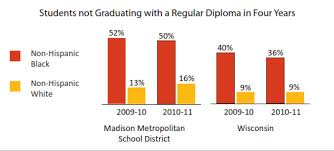 Students not Graduating with a Regular Diploma in Four Years
Non-Hispanic
Black
Non-Hispanic
White
52%
13%
50%
16%
40%
9%
36%
9%
2009-10
2010-11
2009-10
2010-11
Madison Metropolitan
School District
Wisconsin